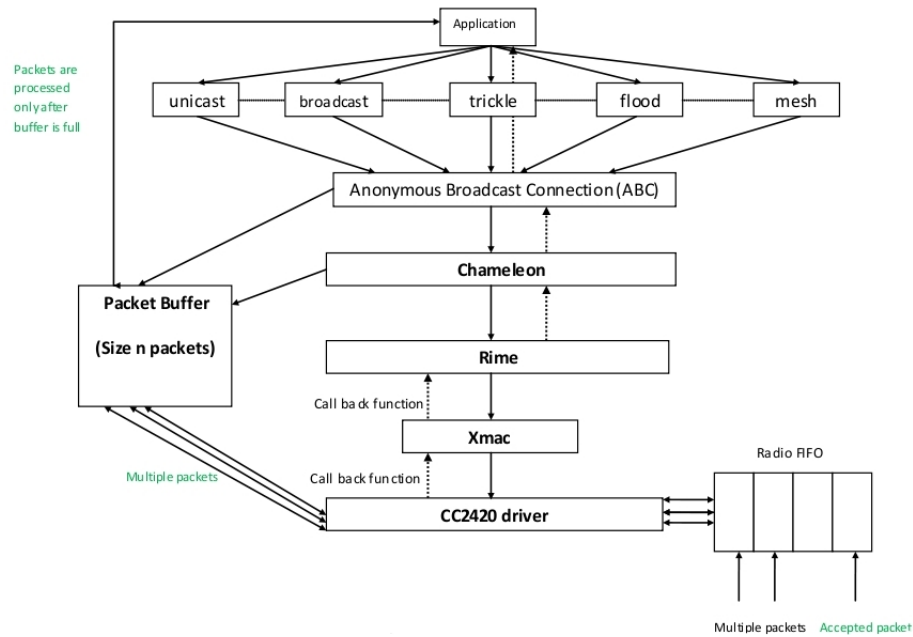 Application
Packets are
processed
only after
buffer is full
unicast
broadcast
trickle
flood
mesh
Anonymous Broadcast Connection (ABC)
Chameleon
Packet Buffer
(Size n packets)
Rime
Call back function
Xmac
Radio FIFO
Multiple packets
Call back function
CC2420 driver
Multiple packets
Accepted packet